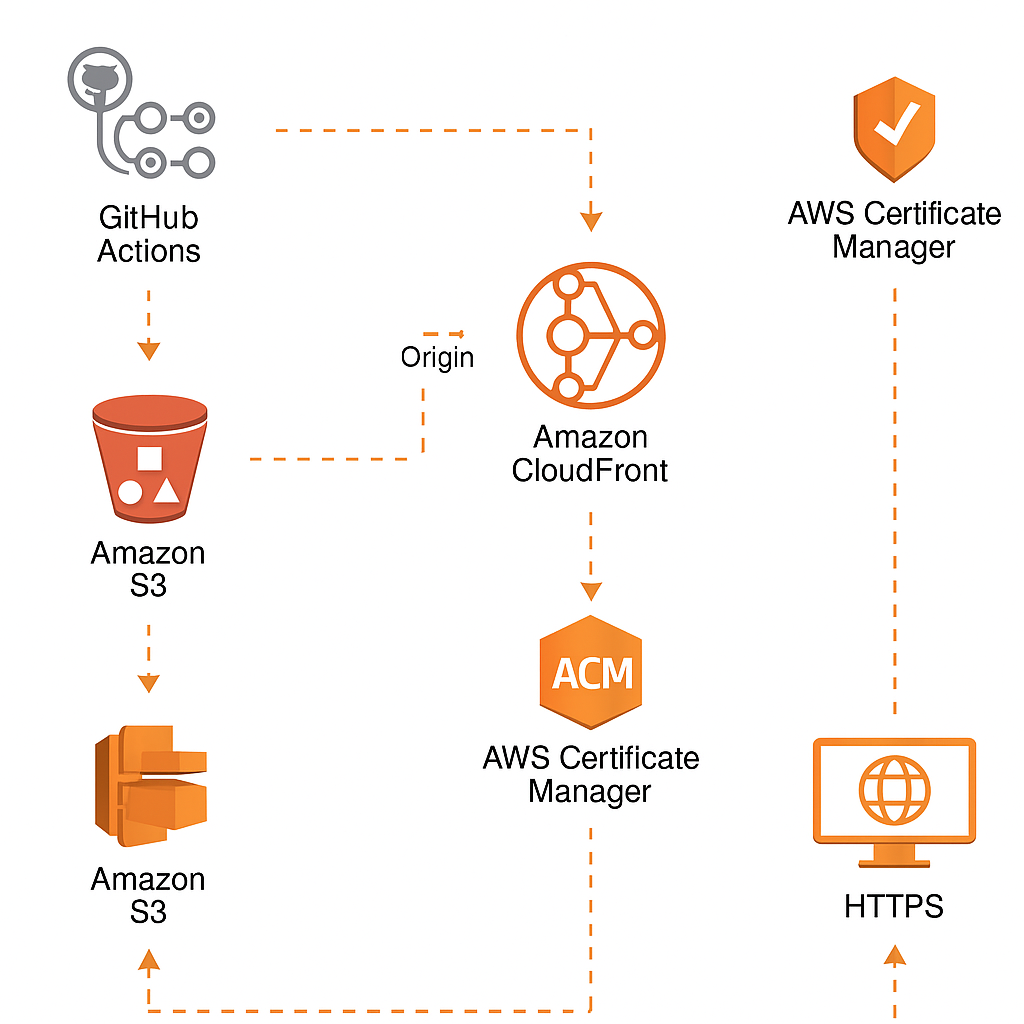 GitHub
Actions
AWS Certificate
Manager
Origin
Amazon
CloudFront
Amazon
S3
ACM
AWS Certificate
Manager
Amazon
S3
HTTPS